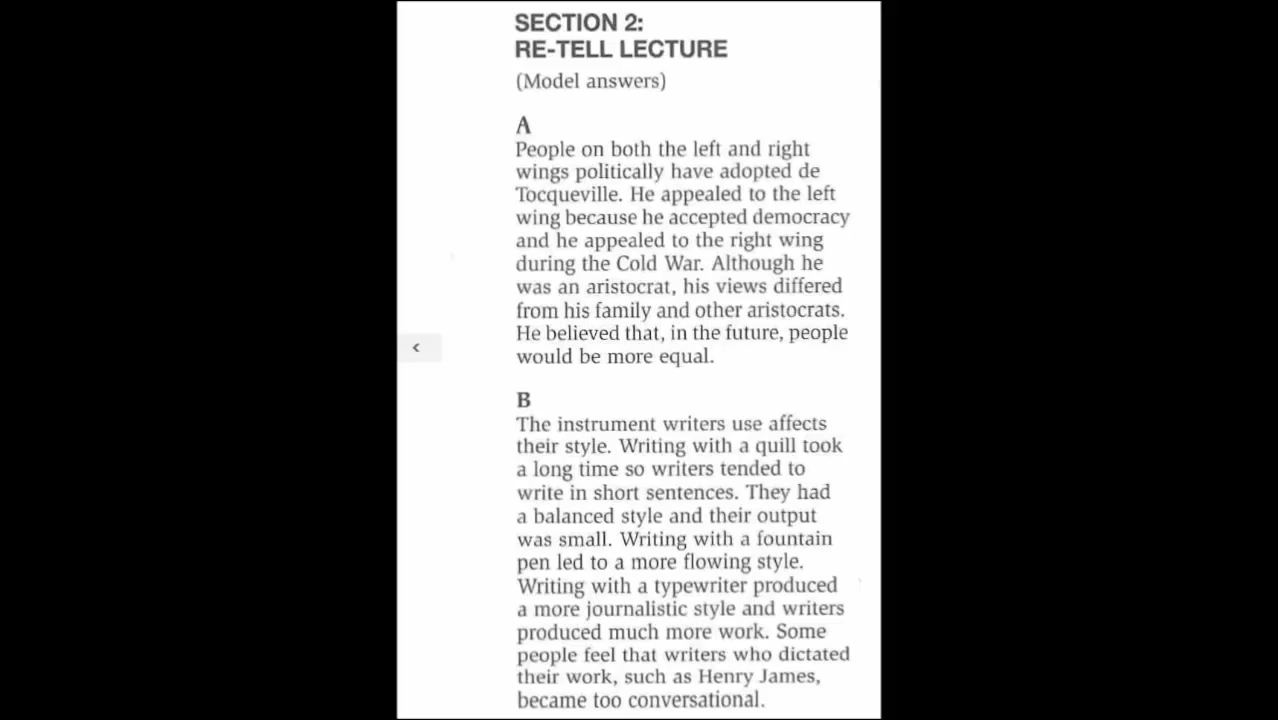 SECTION 2:
RE-TELL LECTURE
(Model answers)
A
People on both the left and right
wings politically have adopted de
Tocqueville. He appealed to the left
wing because he accepted democracy
and he appealed to the right wing
during the Cold War. Although he
was an aristocrat, his views differed
from his family and other aristocrats.
He believed that, in the future, people
would be more equal.
B
The instrument writers use affects
their style. Writing with a quill took
a long time so writers tended to
write in short sentences. They had
a balanced style and their output
was small. Writing with a fountain
pen led to a more flowing style.
Writing with a typewriter produced
a more journalistic style and writers
produced much more work. Some
people feel that writers who dictated
their work, such as Henry James,
became too conversational.